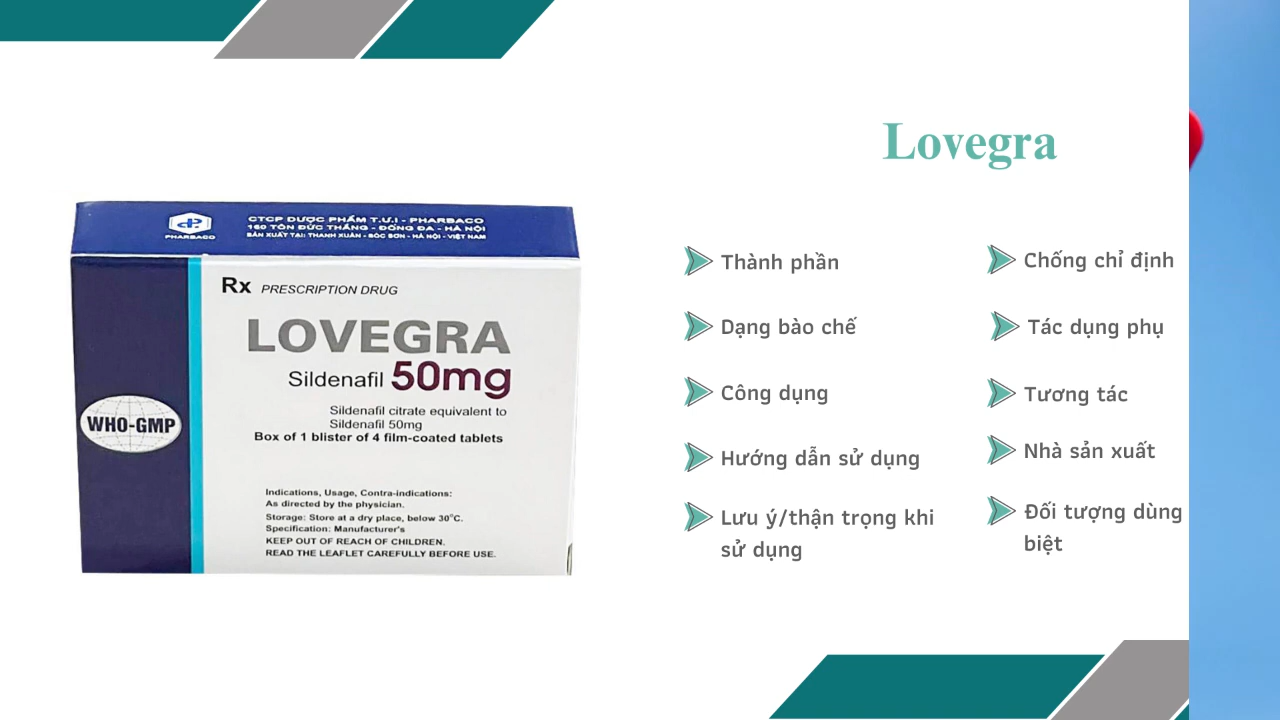 Lovegra
CTCP DƯỢC PHẨM T.Ư.I - PHARBACO
160 TÔN ĐỨC THẮNG - ĐỐNG ĐA - HÀ NỘI
SẢN XUẤT TẠI: THANH XUÂN - SÓC SƠN - HÀ NỘI - VIỆT NAM
PHARBACO
Rx PRESCRIPTION DRUG
LOVEGRA
Sildenafil 50mg
Sildenafil citrate equivalent to
Sildenafil 50mg
Box of 1 blister of 4 film-coated tablets
WHO-GMP
Indications, Usage, Contra-indications:
As directed by the physician.
Storage: Store at a dry place, below 30°C.
Specification: Manufacturer's
KEEP OUT OF REACH OF CHILDREN.
READ THE LEAFLET CAREFULLY BEFORE USE.
Thành phần
Dạng bào chế
Công dụng
Hướng dẫn sử dụng
Lưu ý/thận trọng khi
sử dụng
Chống chỉ định
Tác dụng phụ
Tương tác
Nhà sản xuất
Đối tượng dùng
biệt